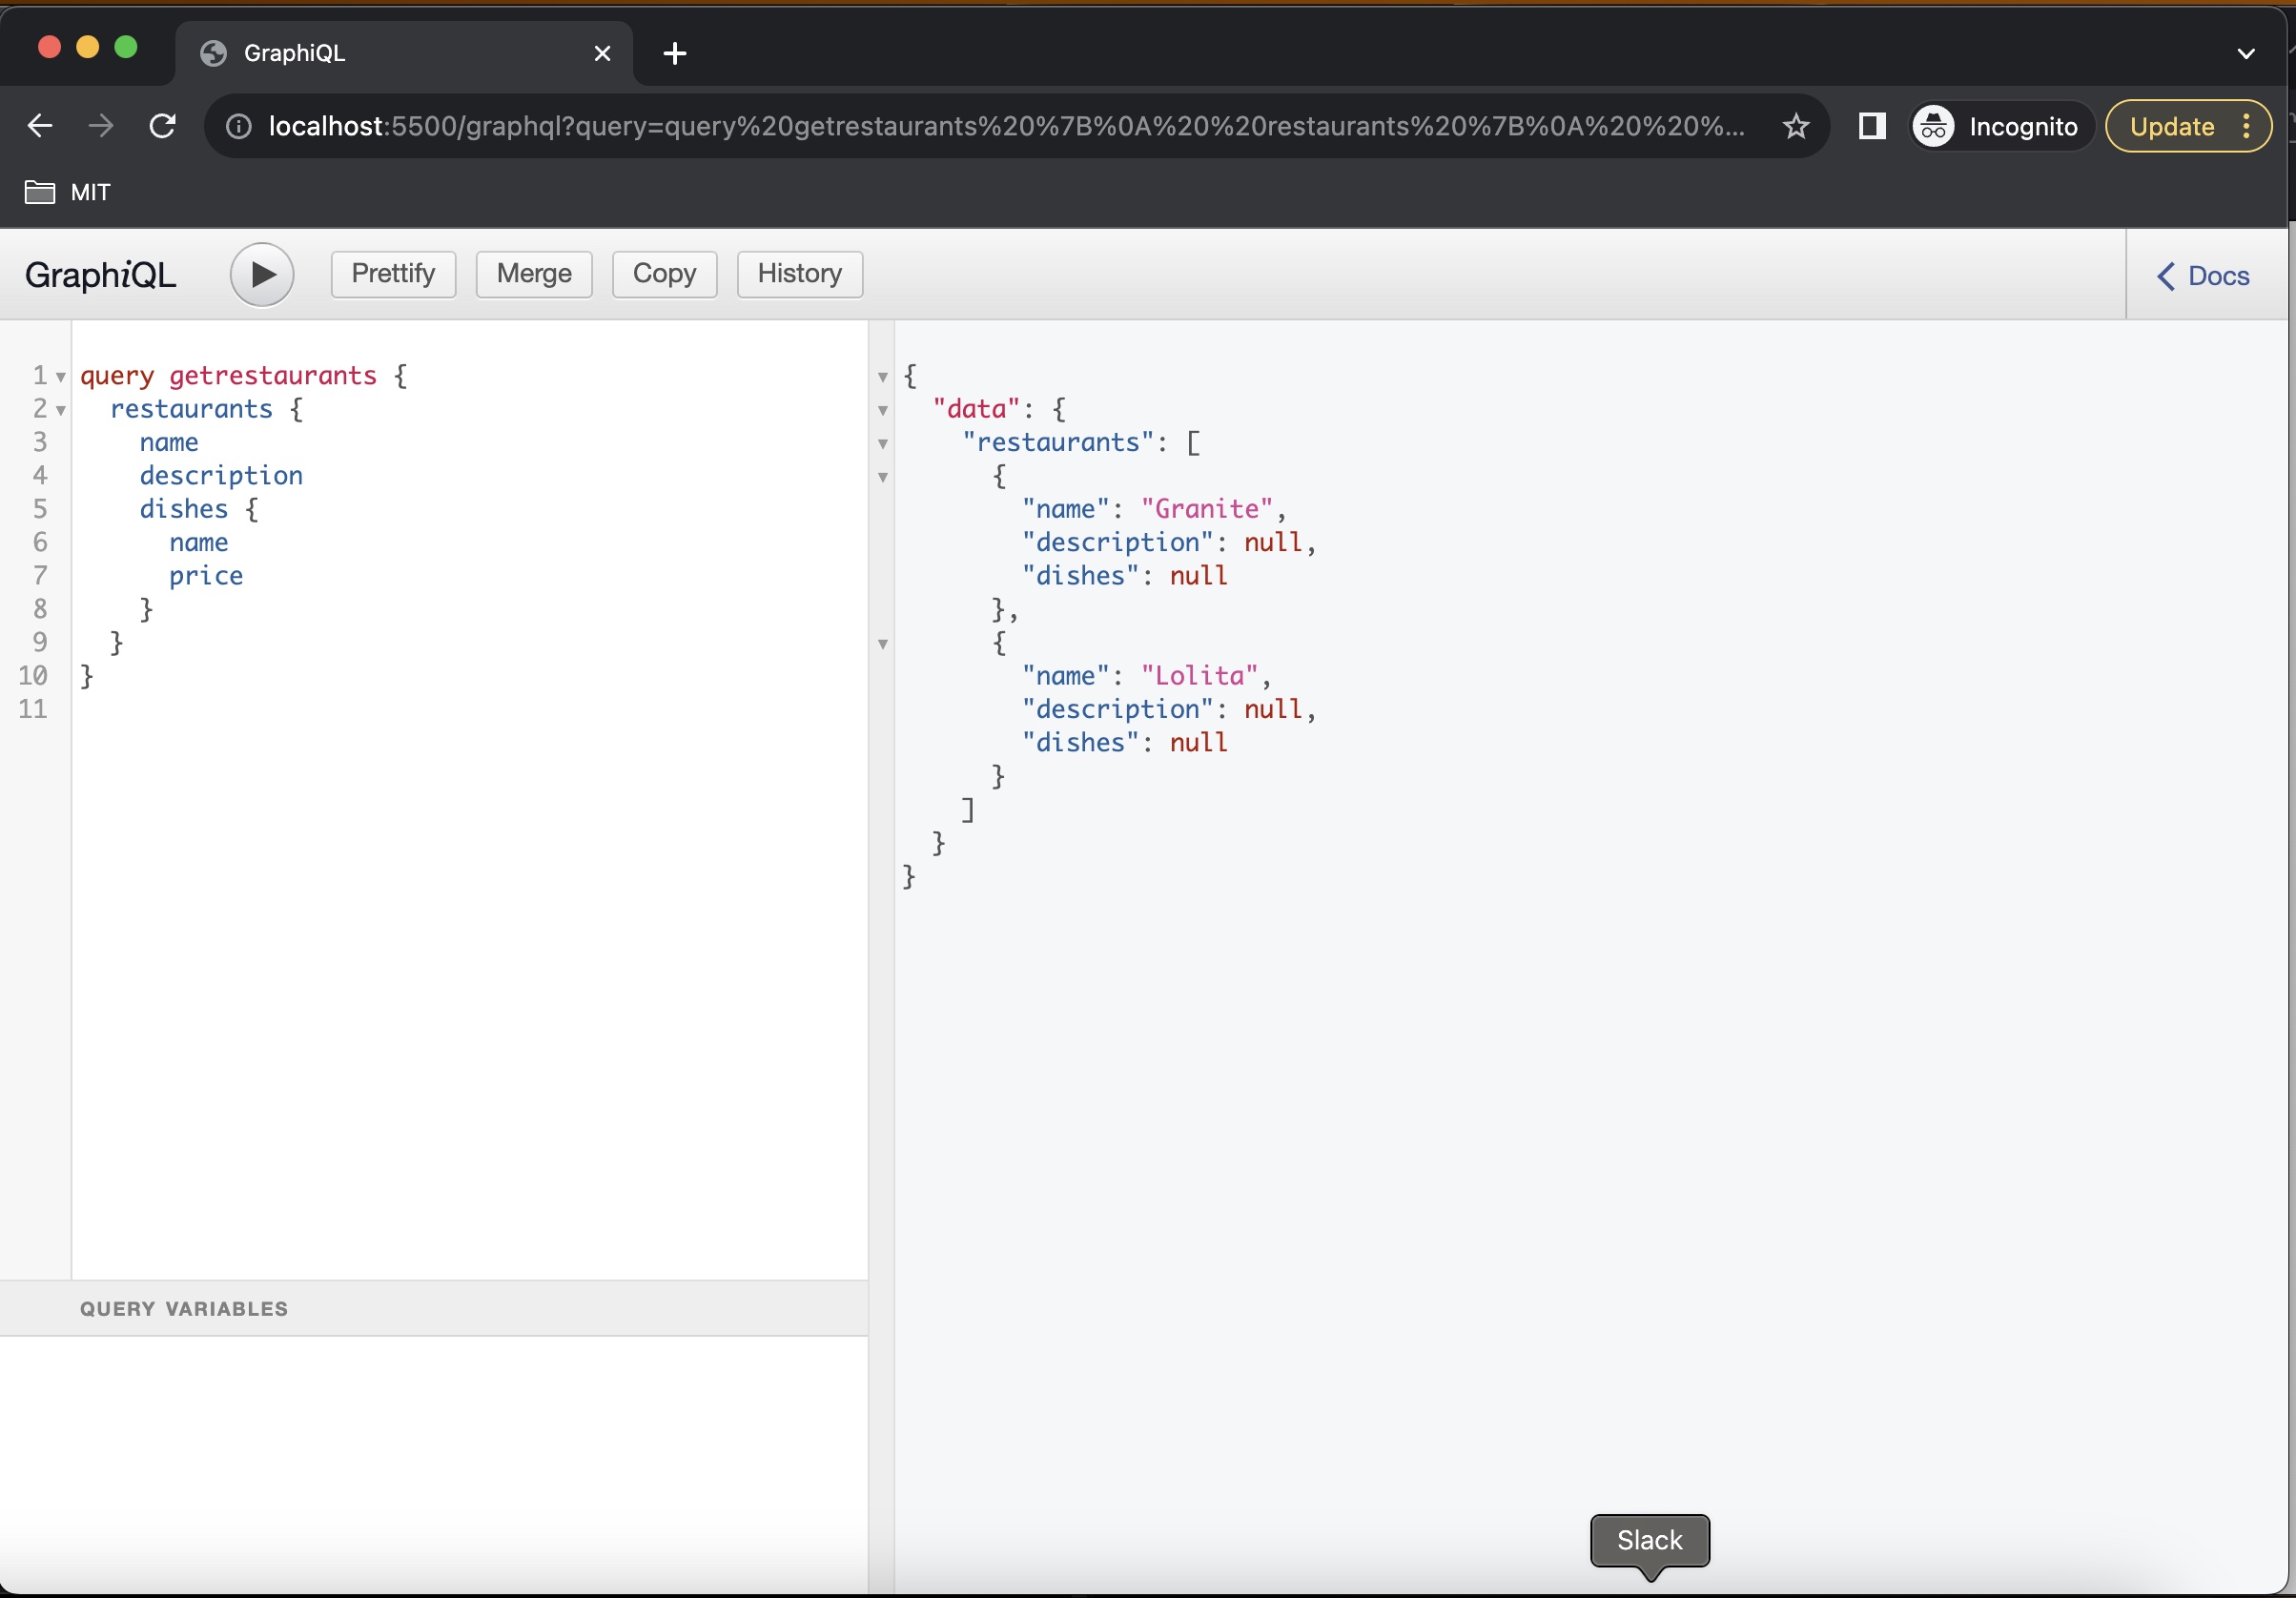 GraphiQL
localhost:5500/graphql?query=query%20getrestaurants%20%7B%0A%20%20restaurants%20%7B%0A%20%20%...
Incognito
Update
MIT
GraphiQL
Prettify
Merge
Copy
History
Docs
1 query getrestaurants {
2 restaurants {
3 name
4 description
5 dishes {
6 name
7 price
8 }
9 }
10 }
11
QUERY VARIABLES
{
"data": {
"restaurants": [
{
"name": "Granite",
"description": null,
"dishes": null
},
{
"name": "Lolita",
"description": null,
"dishes": null
}
]
}
}
Slack